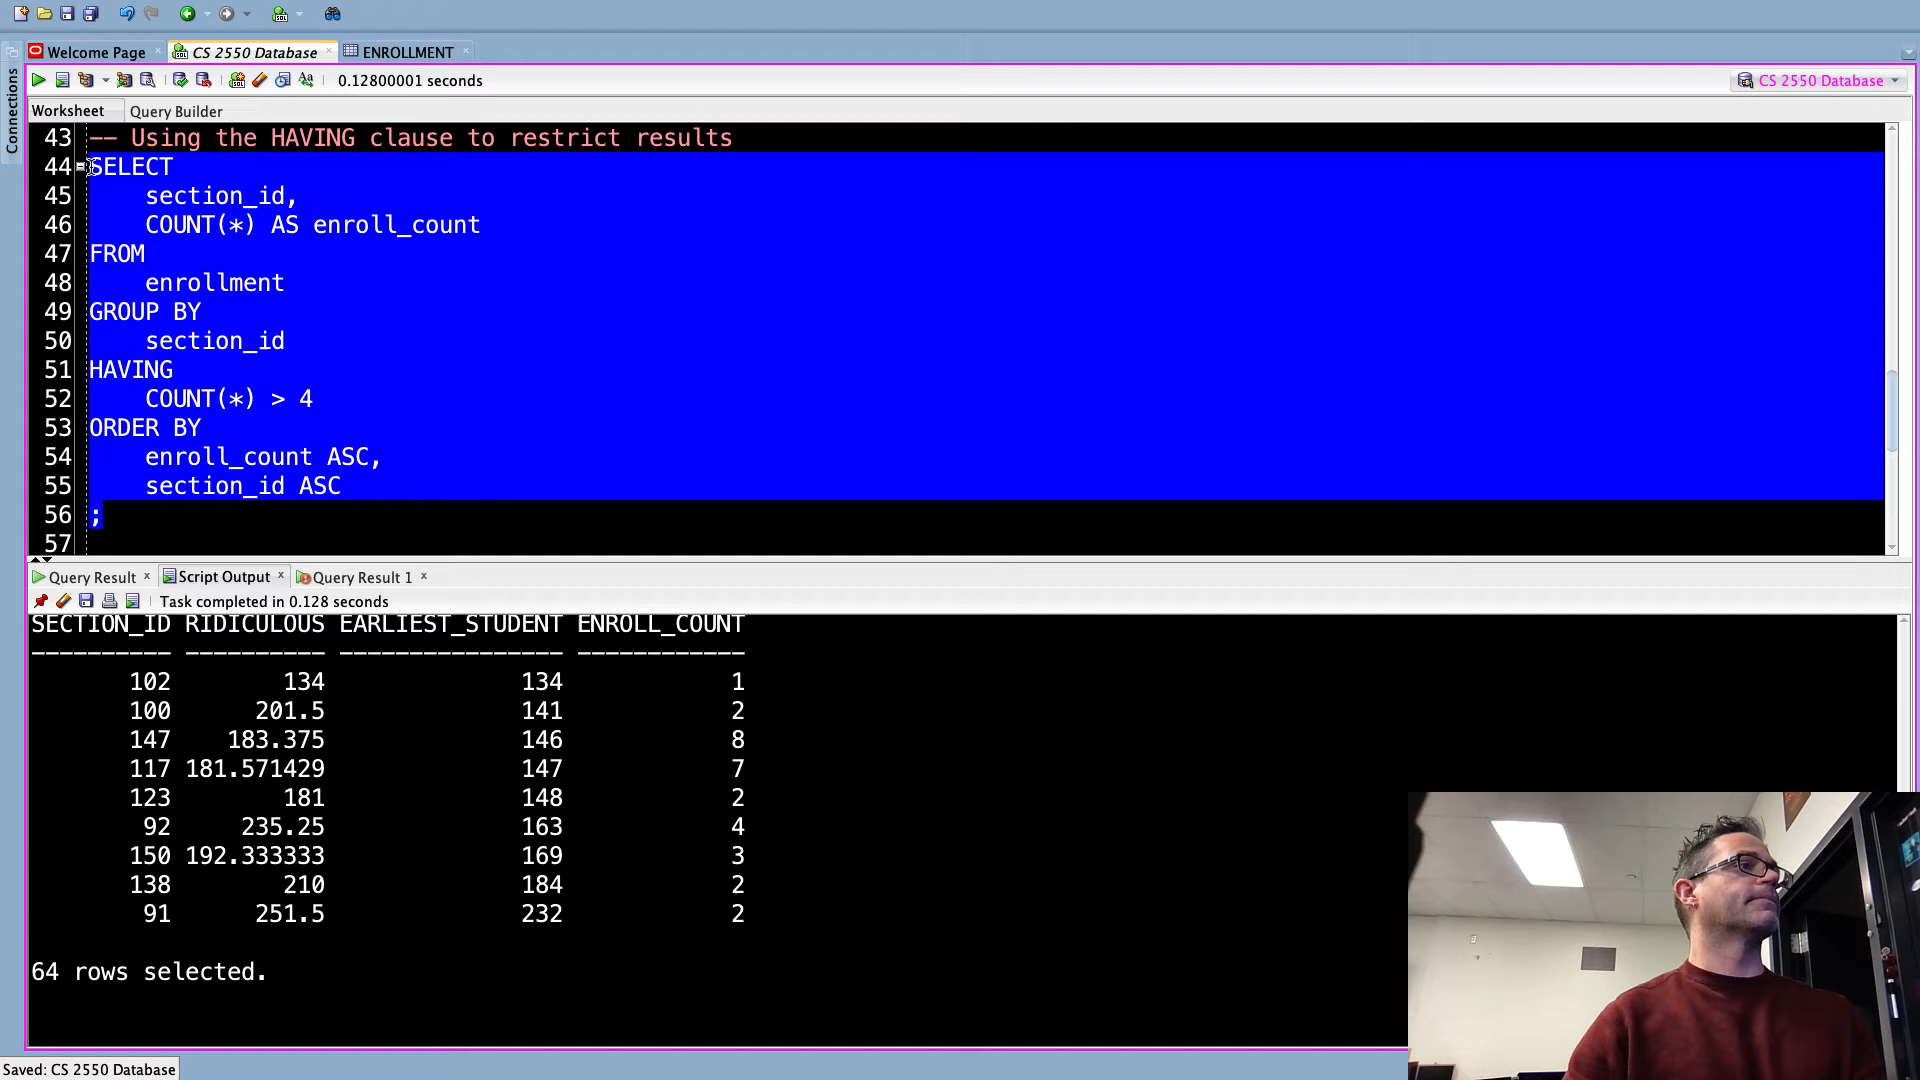 Welcome Page
CS 2550 Database
ENROLLMENT
Connections
0.12800001 seconds
CS 2550 Database
Worksheet
Query Builder
43 -- Using the HAVING clause to restrict results
44 SELECT
45 section_id,
46 COUNT(*) AS enroll_count
47 FROM
48 enrollment
49 GROUP BY
50 section_id
51 HAVING
52 COUNT(*) > 4
53 ORDER BY
54 enroll_count ASC,
55 section_id ASC
56 ;
57
Query Result
Script Output
Query Result 1
Task completed in 0.128 seconds
SECTION_ID RIDICULOUS EARLIEST_STUDENT ENROLL_COUNT
---------- ---------- ---------------- ------------
102 134 134 1
100 201.5 141 2
147 183.375 146 8
117 181.571429 147 7
123 181 148 2
92 235.25 163 4
150 192.333333 169 3
138 210 184 2
91 251.5 232 2
64 rows selected.
Saved: CS 2550 Database